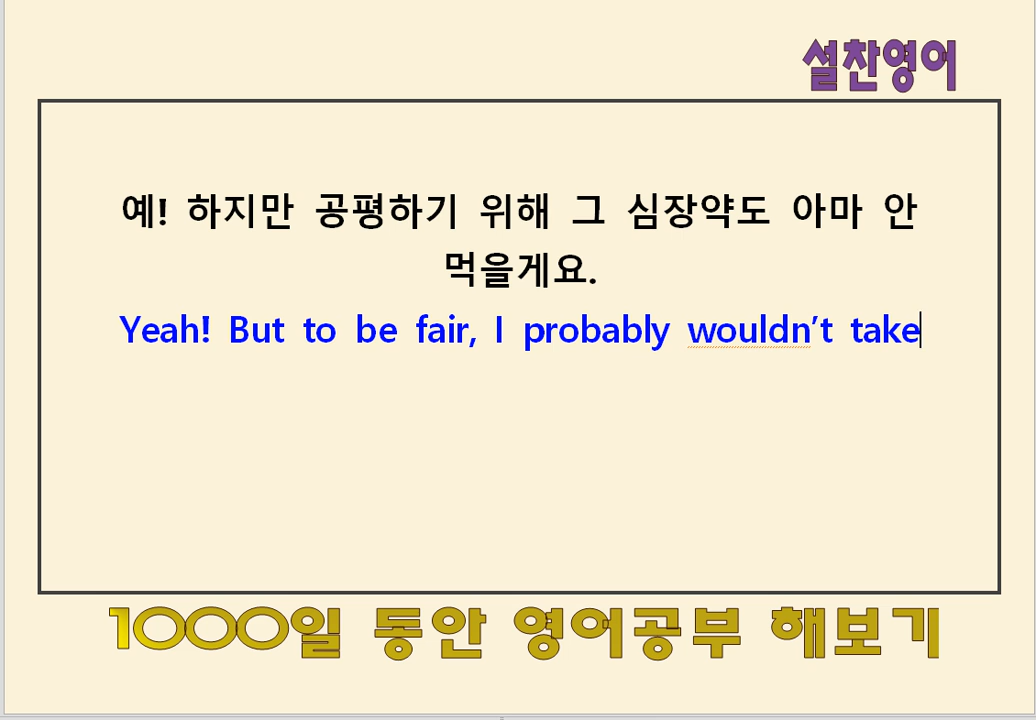 설찬영어
예! 하지만 공평하기 위해 그 심장약도 아마 안
먹을게요.
Yeah! But to be fair, I probably wouldn’t take
1000일 동안 영어공부 해보기